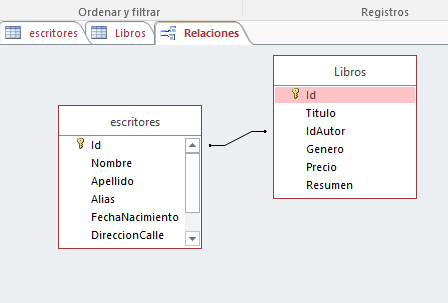 Ordenar y filtrar
Registros
escritores
Libros
Relaciones
Libros
Id
Titulo
IdAutor
Genero
Precio
Resumen
escritores
Id
Nombre
Apellido
Alias
FechaNacimiento
DireccionCalle